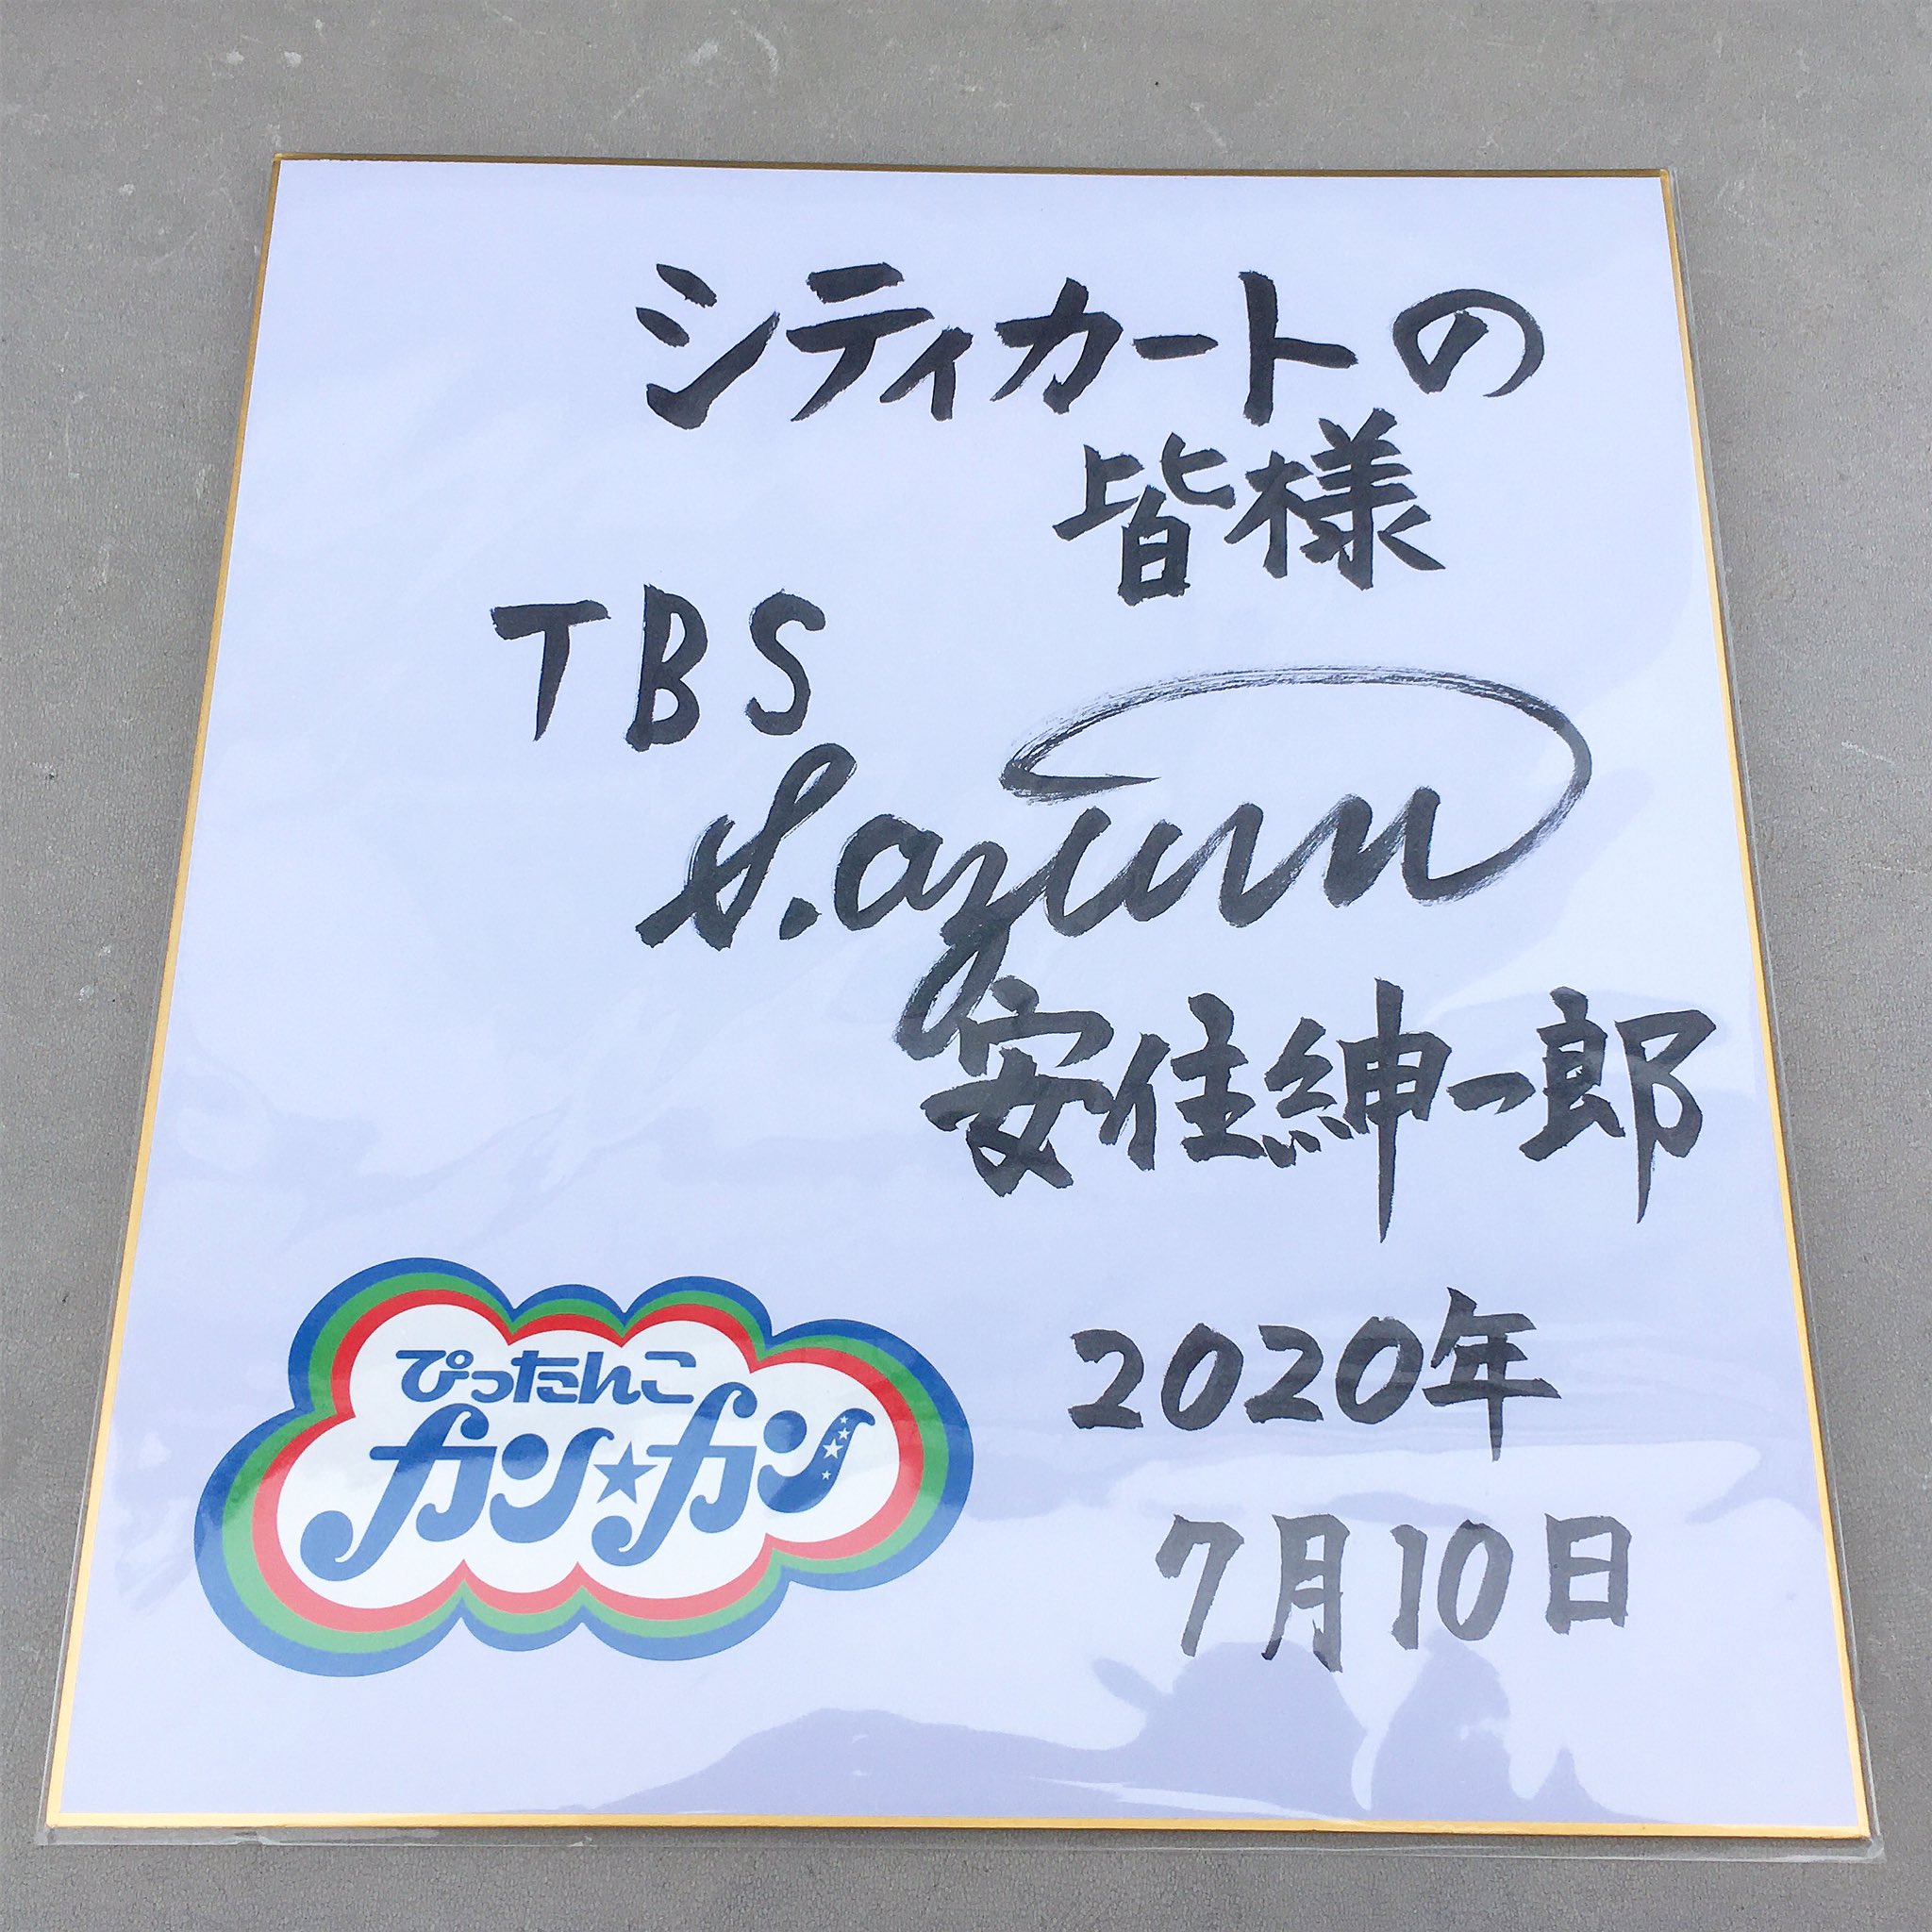 シティカートの
皆様
TBS
S.azumi
安住紳一郎
ぴったんこ
カン★カン
2020年
7月10日